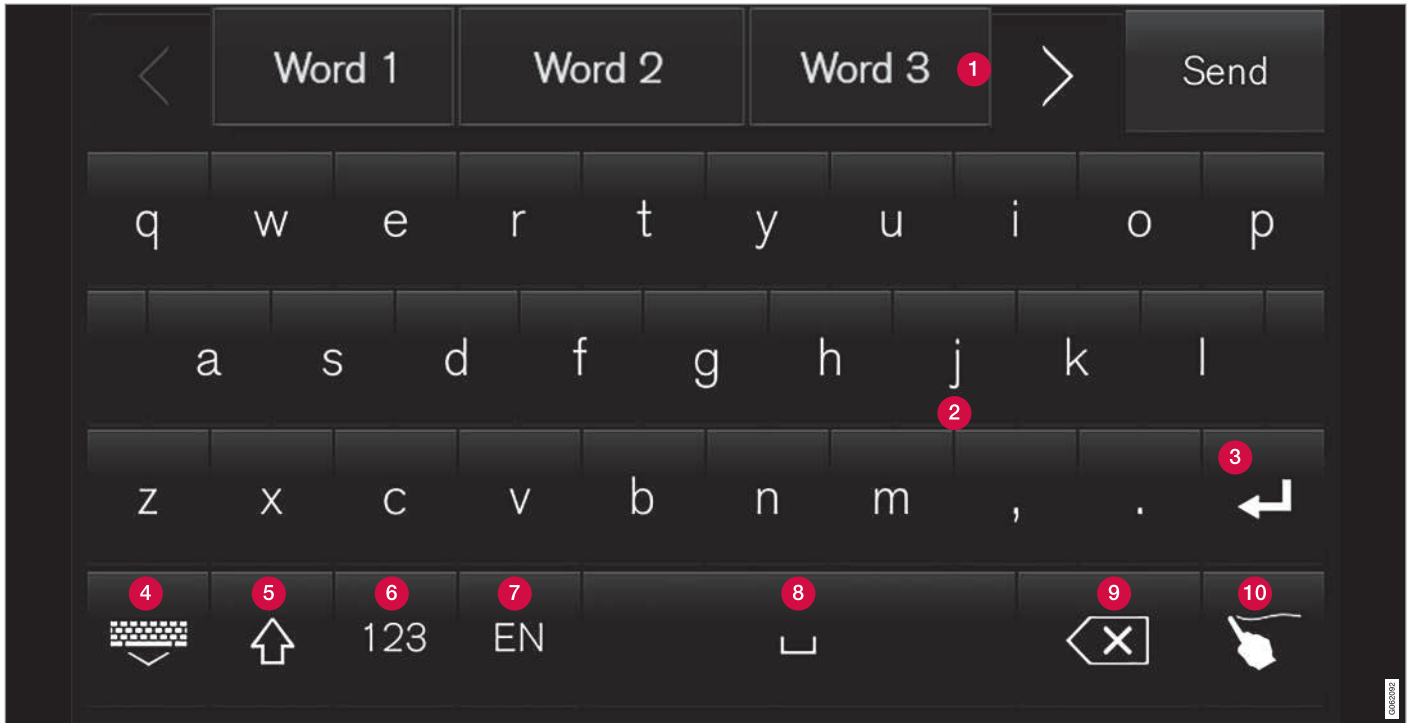 Word 1 Word 2 Word 3 1 Send
q w e r t y u i o p
a s d f g h j k l
2
3
z x c v b n m , .
4 5 6 7 8 9 10
123 EN
G062092